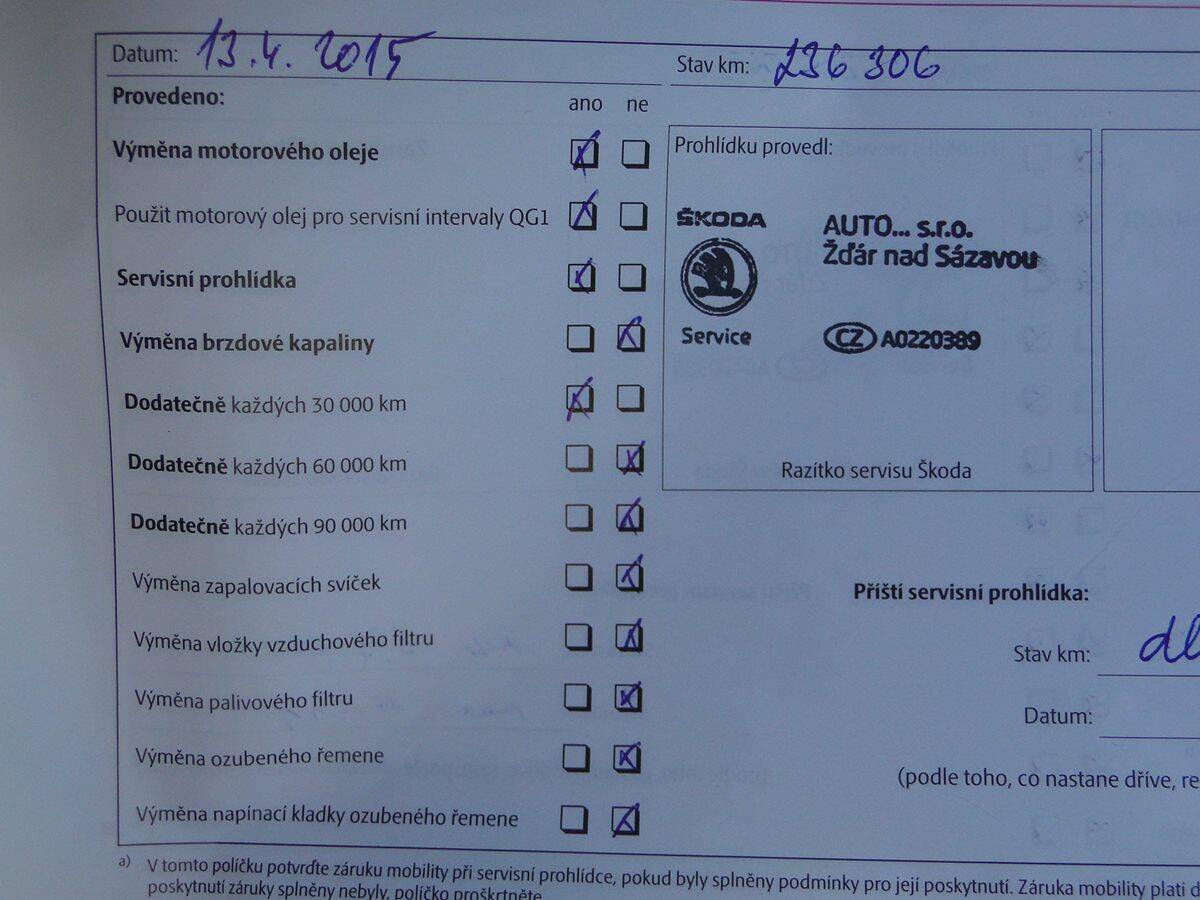 Datum: 13.4. 2015
Stav km: 236 306
Provedeno:
ano ne
Výměna motorového oleje
Použit motorový olej pro servisní intervaly QG1
Servisní prohlídka
Výměna brzdové kapaliny
Dodatečně každých 30 000 km
Dodatečně každých 60 000 km
Dodatečně každých 90 000 km
Výměna zapalovacích svíček
Výměna vložky vzduchového filtru
Výměna palivového filtru
Výměna ozubeného řemene
Výměna napínací kladky ozubeného řemene
Prohlídku provedl:
ŠKODA
Service
AUTO... s.r.o.
Žďár nad Sázavou
CZ A0220389
Razítko servisu Škoda
Příští servisní prohlídka:
Stav km:
Datum:
(podle toho, co nastane dříve, re
a) V tomto políčku potvrďte záruku mobility při servisní prohlídce, pokud byly splněny podmínky pro její poskytnutí. Záruka mobility platí d
poskytnutí záruky splněny nebyly, políčko proškrtněte.